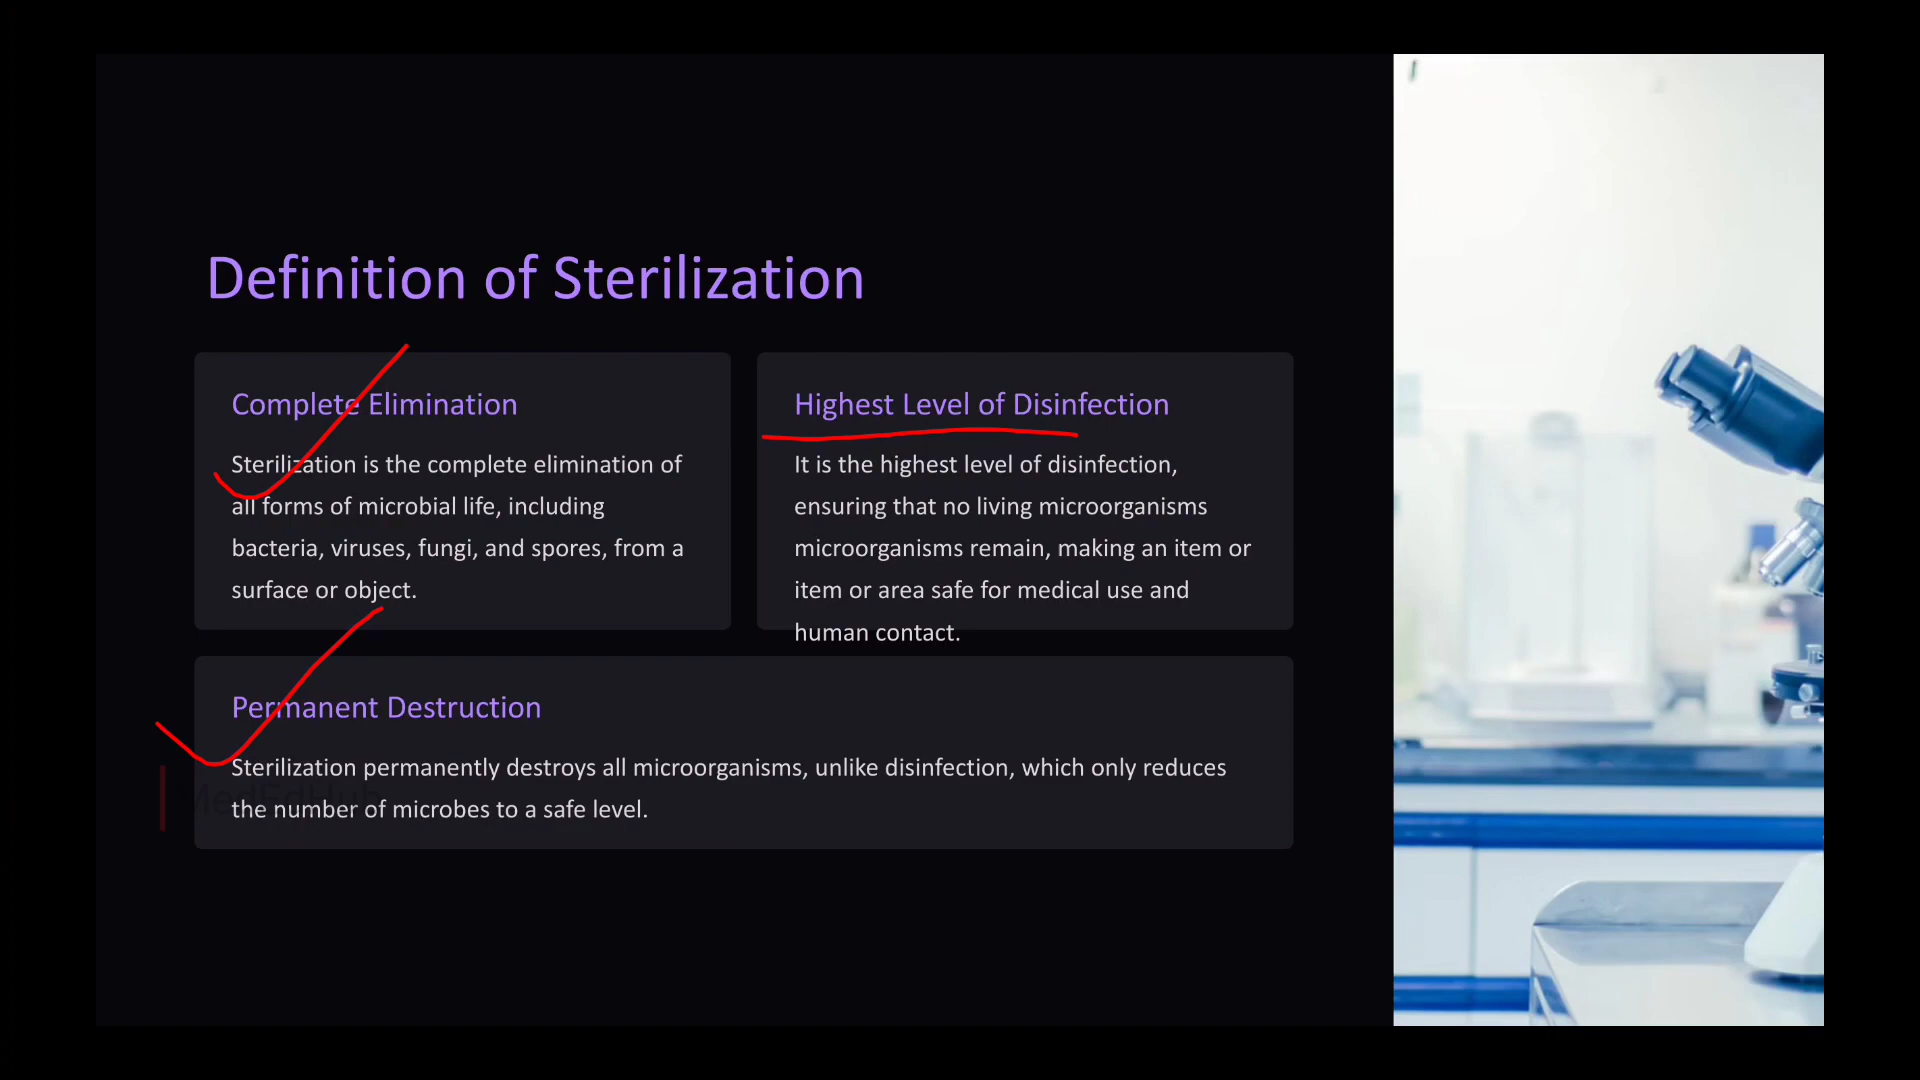 Definition of Sterilization
Complete Elimination
Sterilization is the complete elimination of
all forms of microbial life, including
bacteria, viruses, fungi, and spores, from a
surface or object.
Highest Level of Disinfection
It is the highest level of disinfection,
ensuring that no living microorganisms
microorganisms remain, making an item or
item or area safe for medical use and
human contact.
Permanent Destruction
Sterilization permanently destroys all microorganisms, unlike disinfection, which only reduces
the number of microbes to a safe level.
MedEdHub